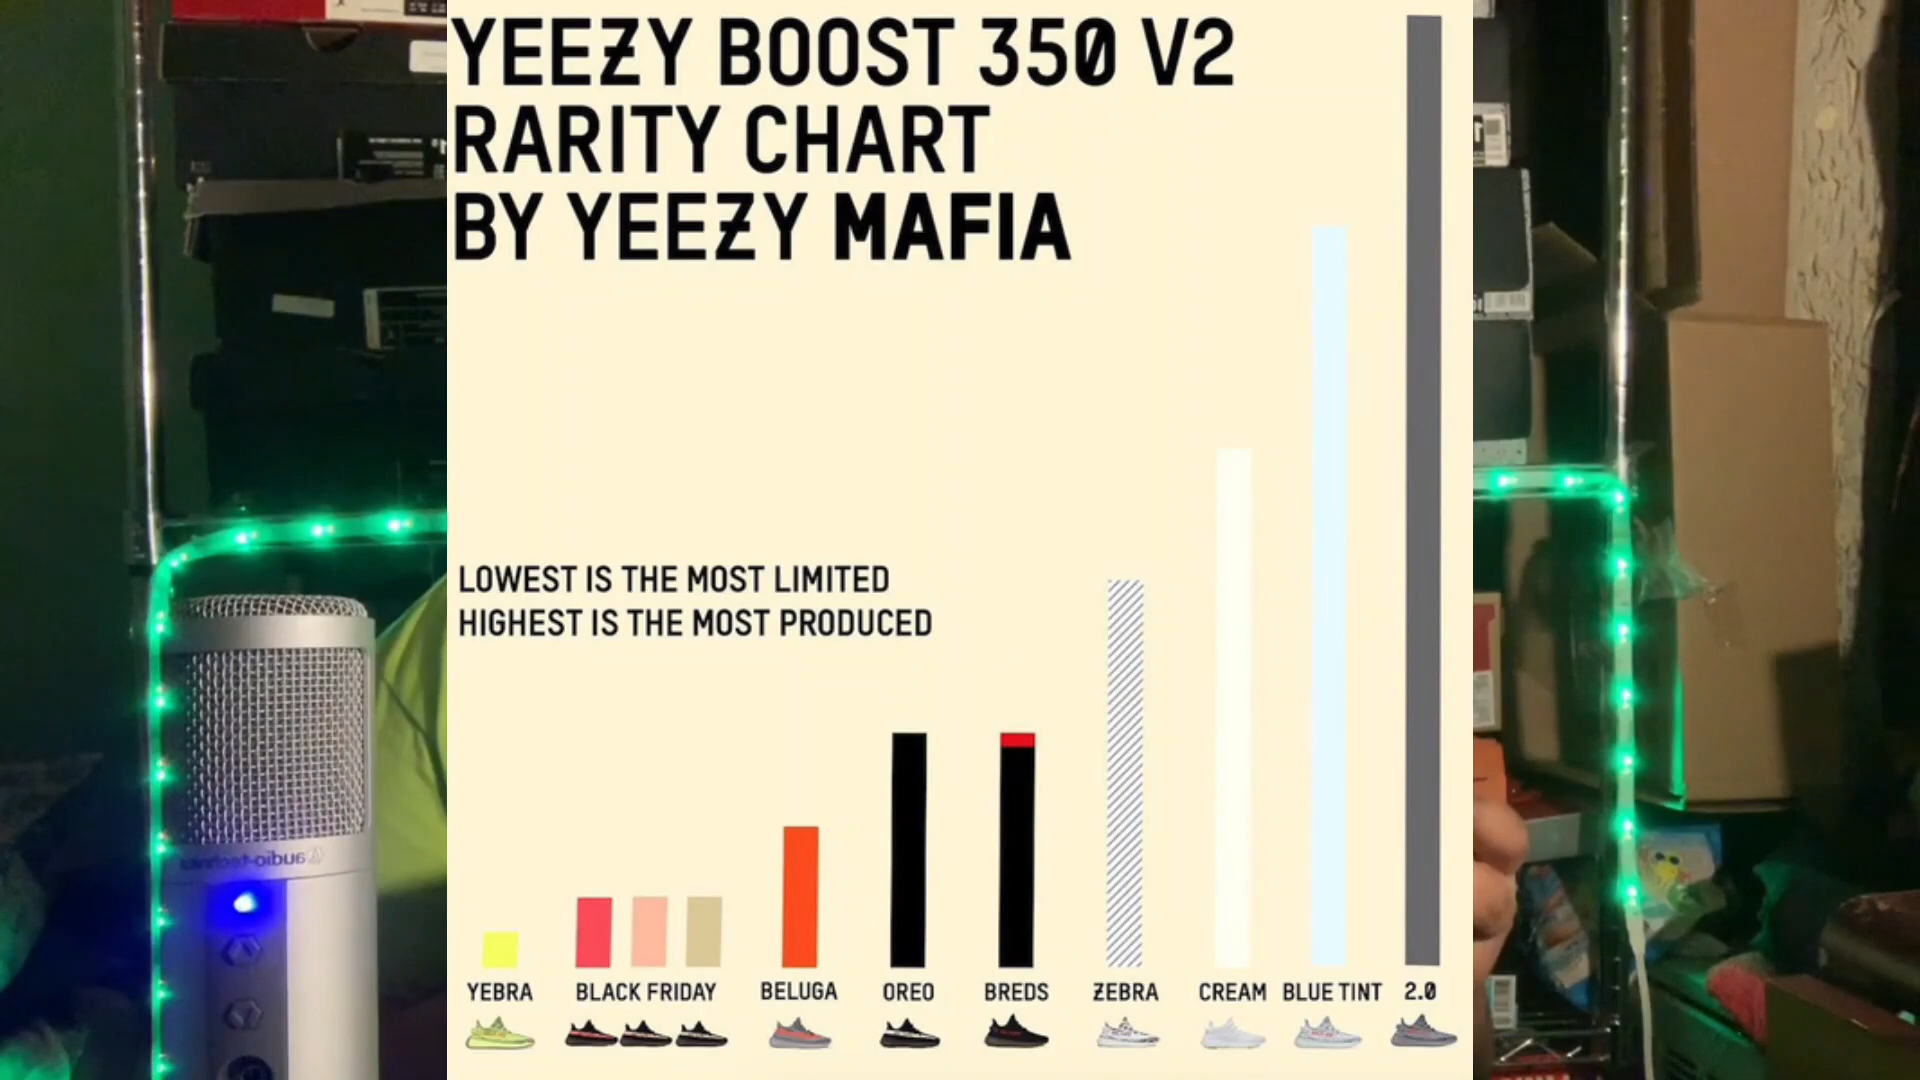 YEEZY BOOST 350 V2
RARITY CHART
BY YEEZY MAFIA
LOWEST IS THE MOST LIMITED
HIGHEST IS THE MOST PRODUCED
YEBRA BLACK FRIDAY BELUGA OREO BREDS ZEBRA CREAM BLUE TINT 2.0
audio-technica